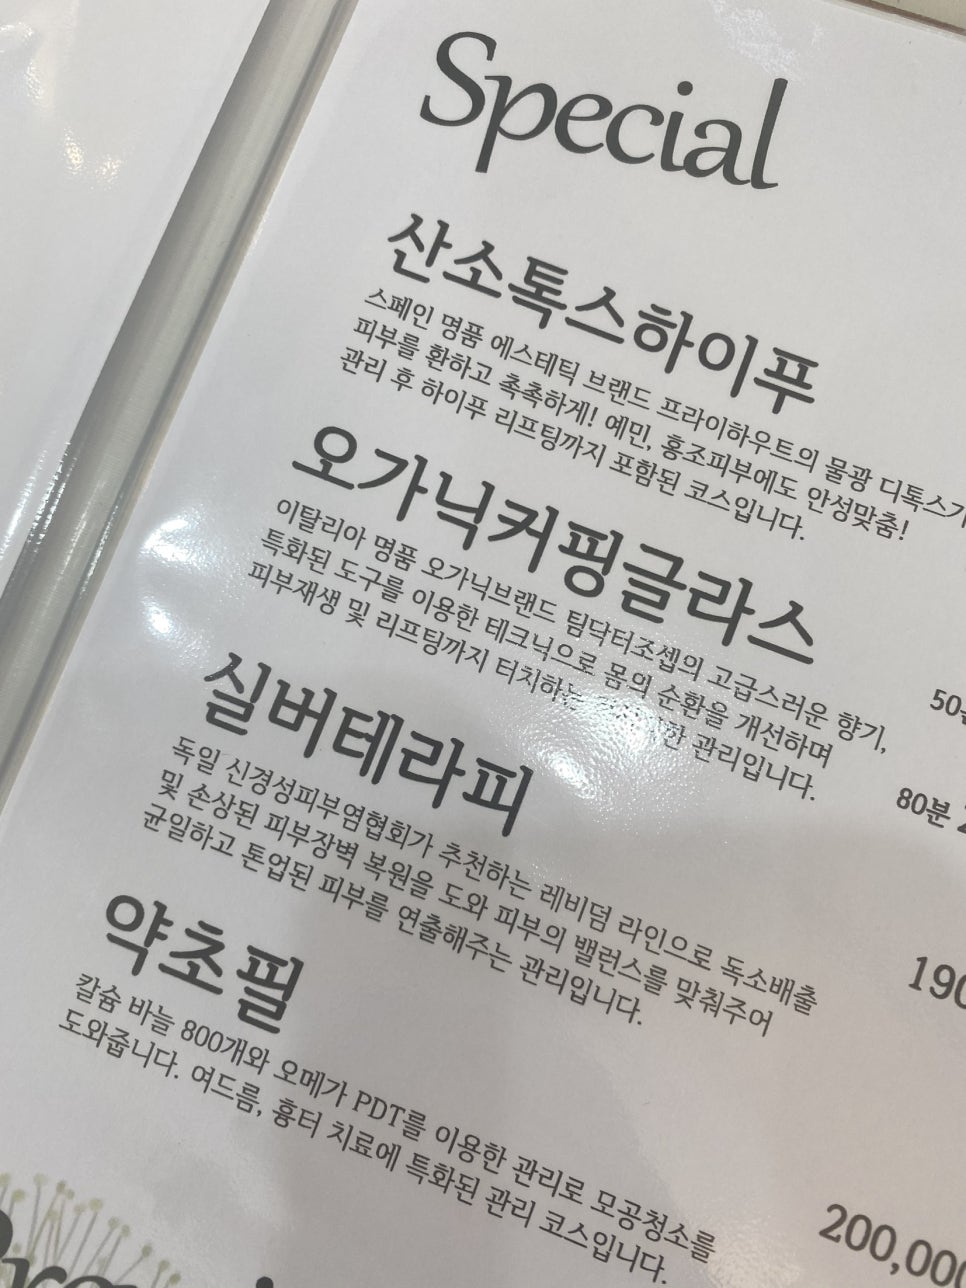 Special
산소톡스하이푸
스페인 명품 에스테틱 브랜드 프라이하우트의 물광 디톡스가
피부를 환하고 촉촉하게! 예민, 홍조피부에도 안성맞춤!
관리 후 하이푸 리프팅까지 포함된 코스입니다.
오가닉커핑글라스
이탈리아 명품 오가닉브랜드 팀닥터조셉의 고급스러운 향기,
특화된 도구를 이용한 테크닉으로 몸의 순환을 개선하며
피부재생 및 리프팅까지 터치하는 관리입니다.
50분
80분 2
실버테라피
독일 신경성피부염협회가 추천하는 레비덤 라인으로 독소배출
및 손상된 피부장벽 복원을 도와 피부의 밸런스를 맞춰주어
균일하고 톤업된 피부를 연출해주는 관리입니다.
190
약초필
칼슘 바늘 800개와 오메가 PDT를 이용한 관리로 모공청소를
도와줍니다. 여드름, 흉터 치료에 특화된 관리 코스입니다.
200,000